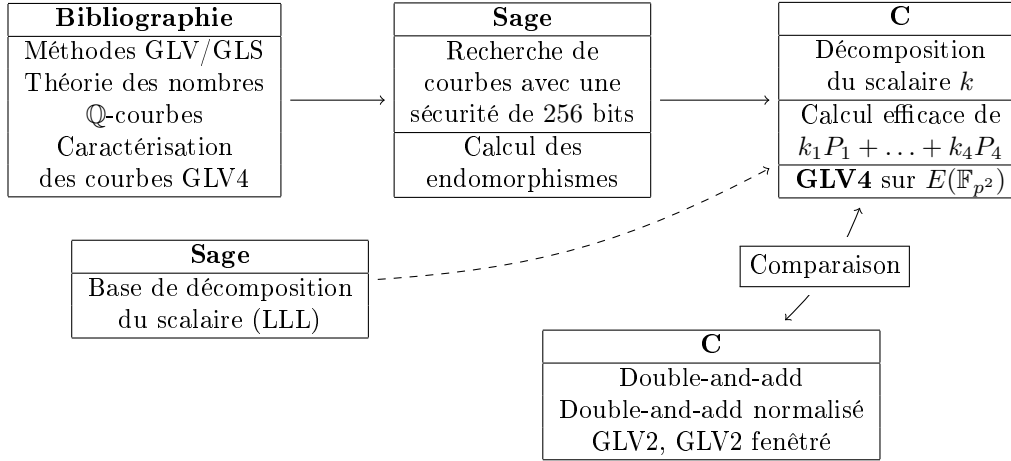 Bibliographie
Méthodes GLV/GLS
Théorie des nombres
ℚ-courbes
Caractérisation
des courbes GLV4
Sage
Recherche de
courbes avec une
sécurité de 256 bits
Calcul des
endomorphismes
C
Décomposition
du scalaire k
Calcul efficace de
k₁P₁ + … + k₄P₄
GLV4 sur E(𝔽_{p²})
Sage
Base de décomposition
du scalaire (LLL)
Comparaison
C
Double-and-add
Double-and-add normalisé
GLV2, GLV2 fenêtré